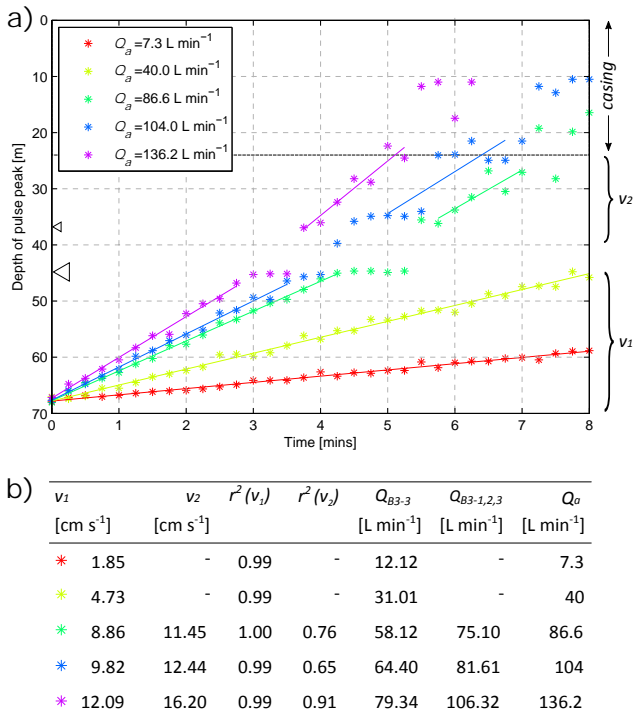 a)
0
10
20
30
40
50
60
70
Depth of pulse peak [m]
Qa =7.3 L min−1
Qa =40.0 L min−1
Qa =86.6 L min−1
Qa =104.0 L min−1
Qa =136.2 L min−1
casing
v2
v1
0 1 2 3 4 5 6 7 8
Time [mins]
b) v1 v2 r2 (v1) r2 (v2) QB3-3 QB3-1,2,3 Qa
[cm s-1] [cm s-1] [L min-1] [L min-1] [L min-1]
1.85 - 0.99 - 12.12 - 7.3
4.73 - 0.99 - 31.01 - 40
8.86 11.45 1.00 0.76 58.12 75.10 86.6
9.82 12.44 0.99 0.65 64.40 81.61 104
12.09 16.20 0.99 0.91 79.34 106.32 136.2